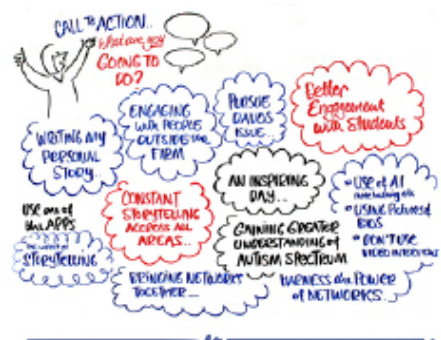 CALL TO ACTION..
What are you
GOING TO
DO?
WRITING my
PERSONAL
STORY...
ENGAGING
with PEOPLE
OUTSIDE the
FIRM
PURSUE
ISSUE...
Better
Engagement
with Students
USE one of
the APPS
STORYTELLING
CONSTANT
STORYTELLING
ACCROSS ALL
AREAS...
AN INSPIRING
DAY...
GAINING GREATER
UNDERSTANDING of
AUTISM SPECTRUM
• USE of AI
• USING Pictures &
BIOS
• DON'T USE
VIDEO INTERVIEWS
BRINGING NETWORKS
TOGETHER...
HARNESS the POWER
of NETWORKS...